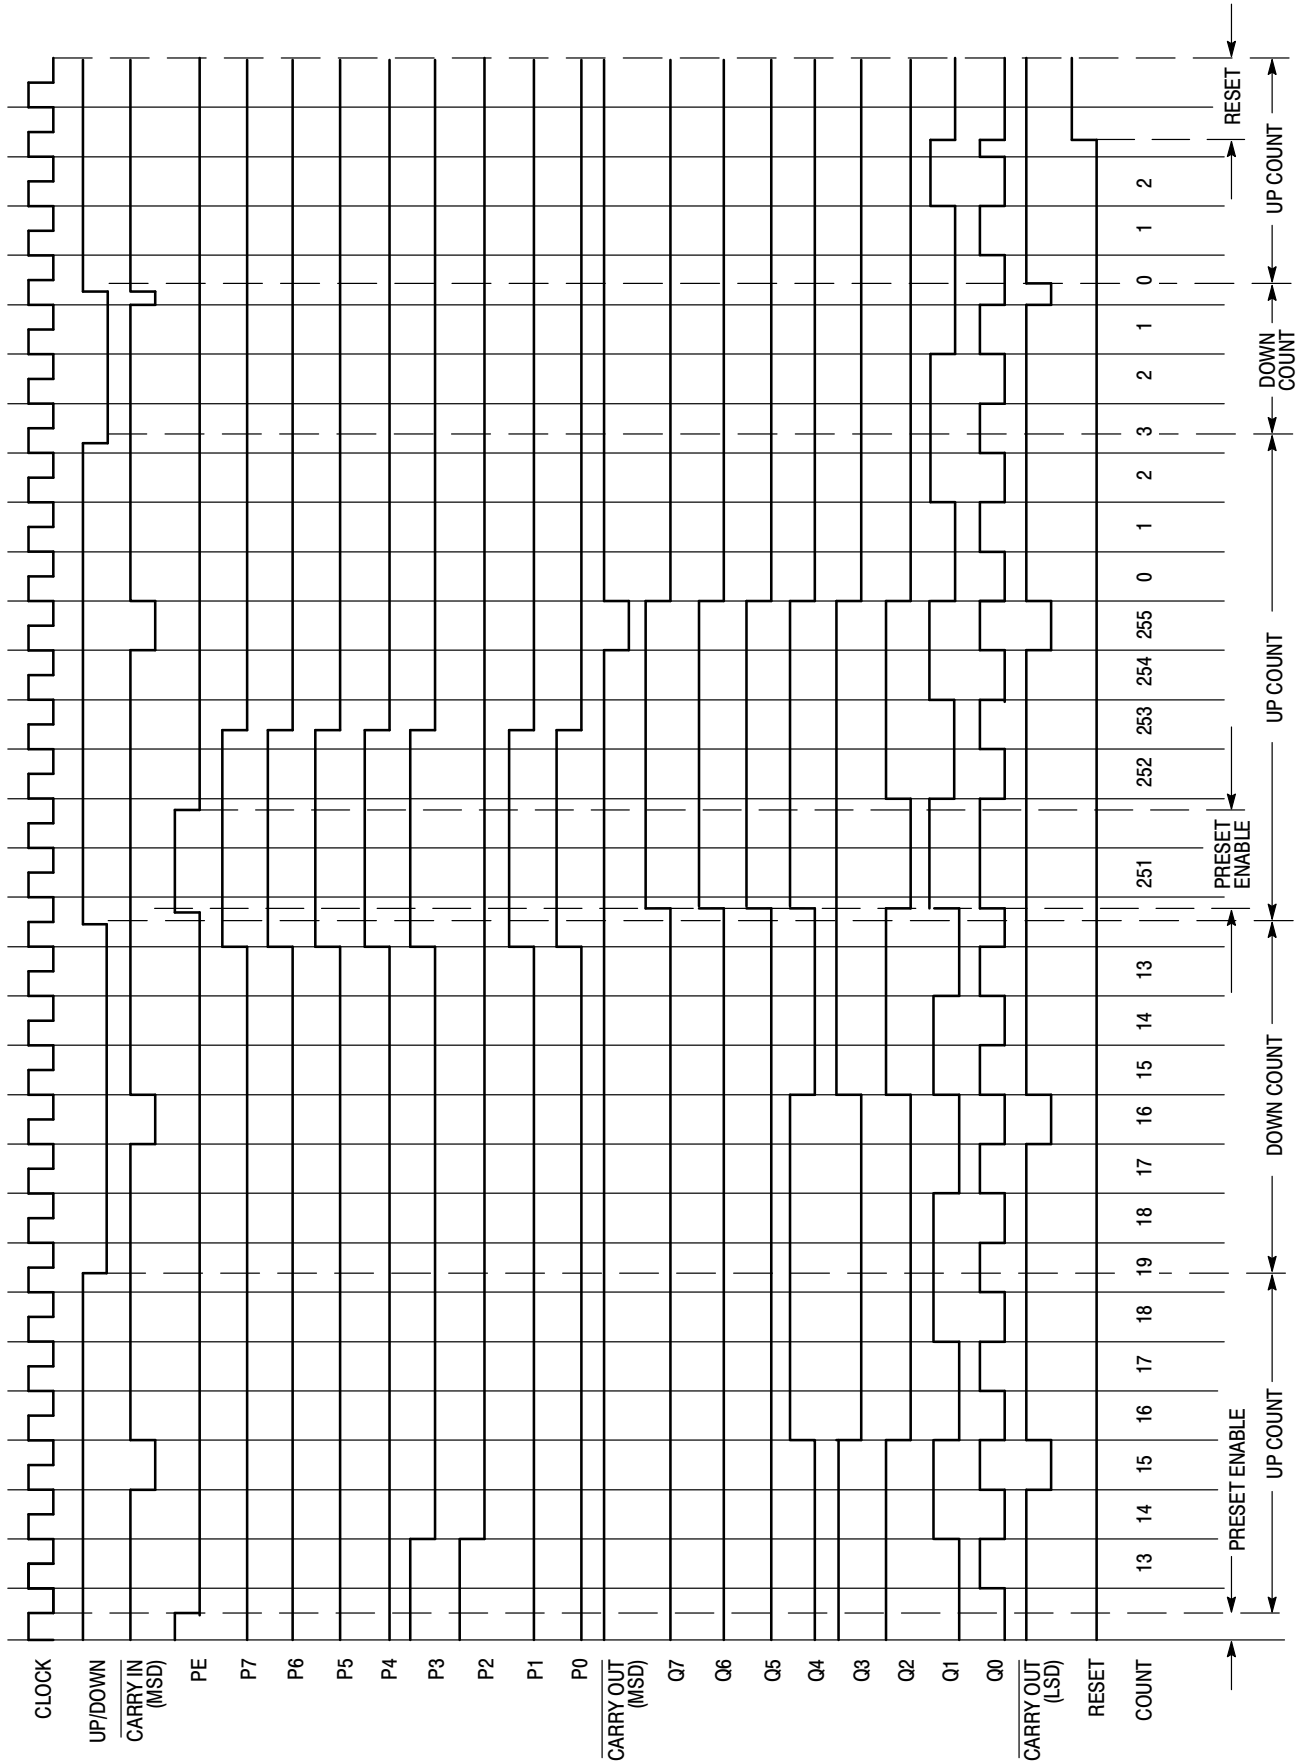 CLOCK
UP/DOWN
CARRY IN
(MSD)
PE
P7
P6
P5
P4
P3
P2
P1
P0
CARRY OUT
(MSD)
Q7
Q6
Q5
Q4
Q3
Q2
Q1
Q0
CARRY OUT
(LSD)
RESET
COUNT
13 14 15 16 17 18 19 18 17 16 15 14 13 251 252 253 254 255 0 1 2 3 2 1 0 1 2
PRESET ENABLE
PRESET
ENABLE
RESET
UP COUNT
DOWN COUNT
UP COUNT
DOWN
COUNT
UP COUNT